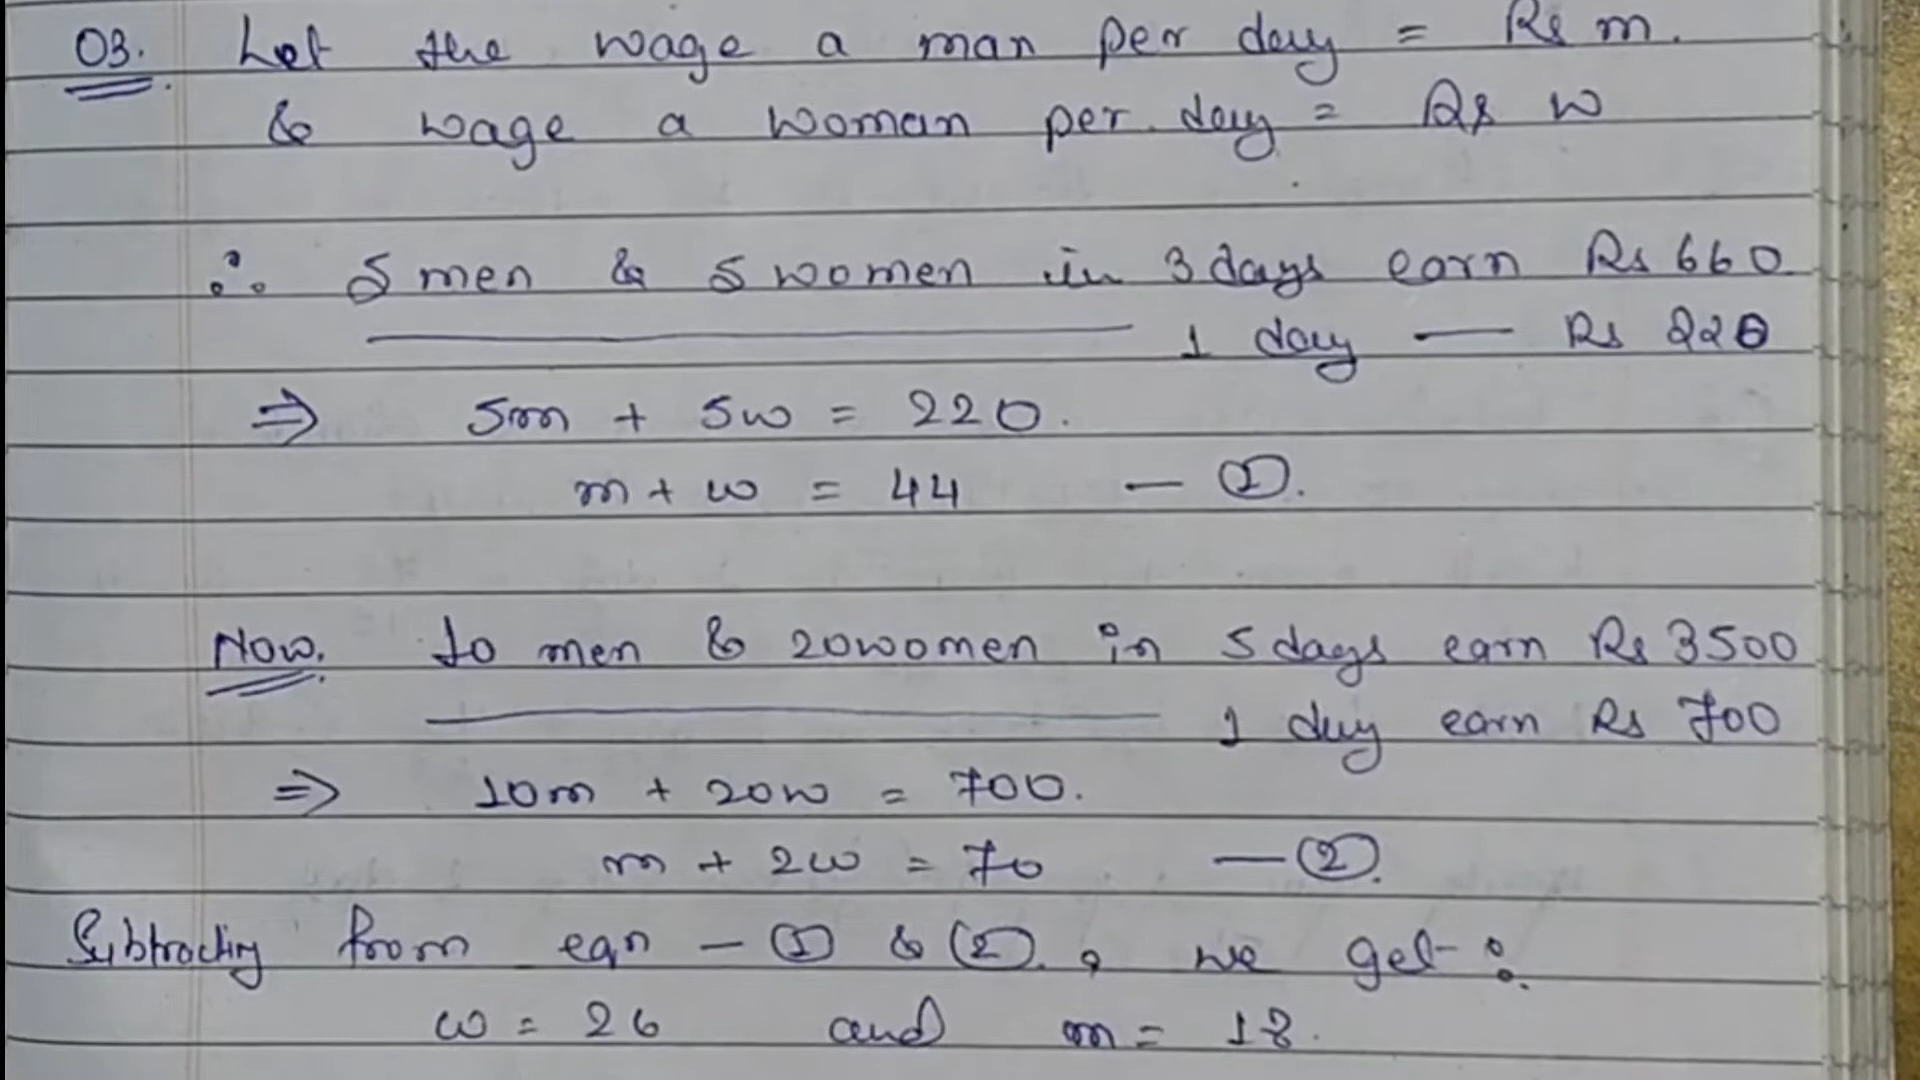 03. Let the wage a man per day = Rs m.
& wage a woman per day = Rs w
∴ 5 men & 5 women in 3 days earn Rs 660
1 day — Rs 220
⇒ 5m + 5w = 220.
m + w = 44 — ①.
Now. 10 men & 20 women in 5 days earn Rs 3500
1 day earn Rs 700
⇒ 10m + 20w = 700.
m + 2w = 70 — ②.
Subtracting from eqn - ① & ②, we get :
w = 26 and m = 18.